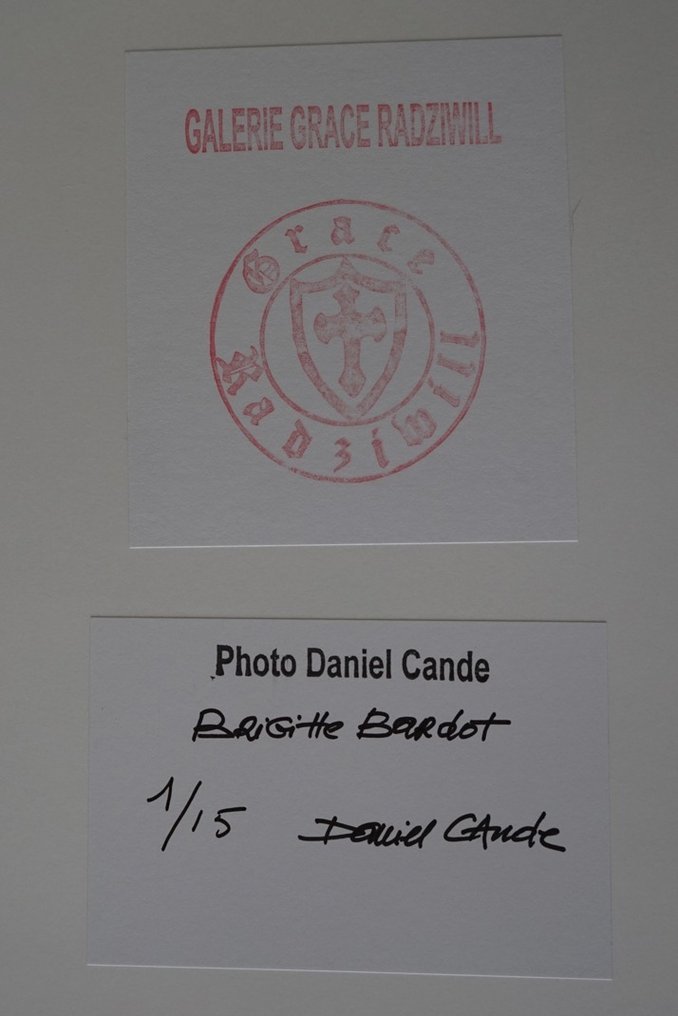 GALERIE GRACE RADZIWILL
Grace
Radziwill
Photo Daniel Cande
BRIGITTE BARDOT
1/15 Daniel CANDE